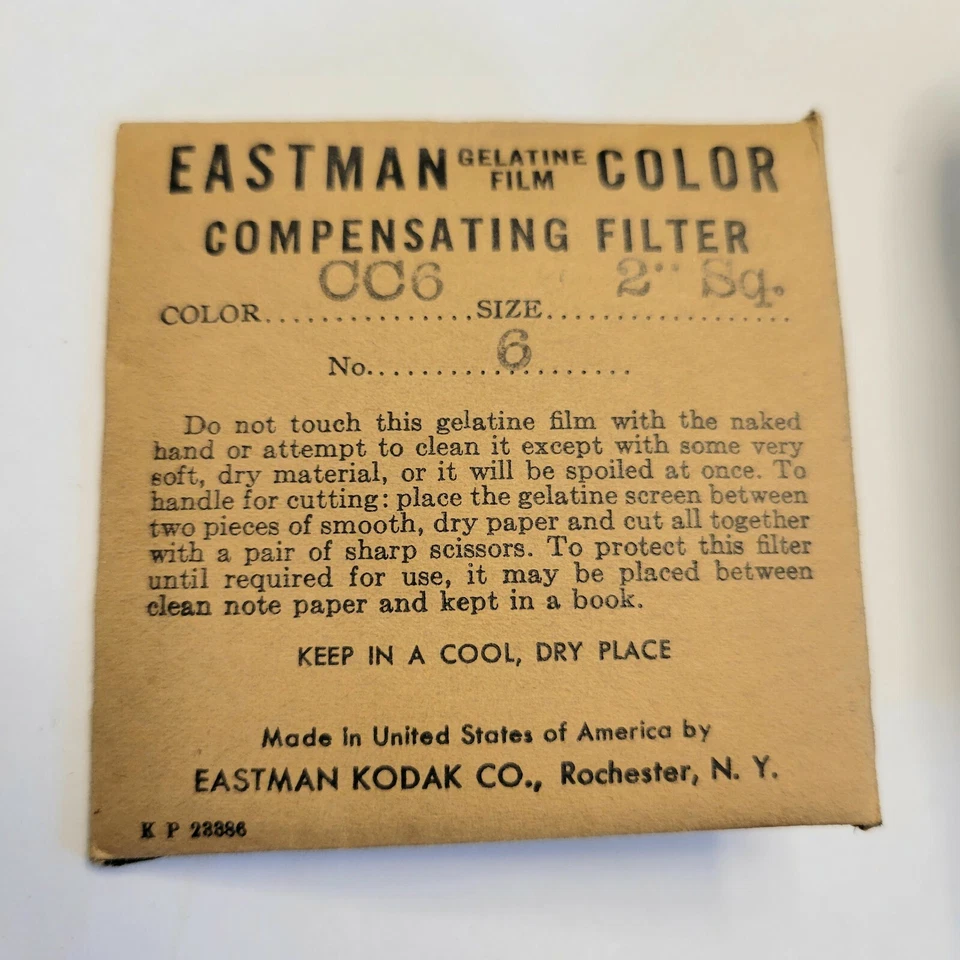 EASTMAN GELATINE FILM COLOR
COMPENSATING FILTER
COLOR................SIZE...................
CC6 2" Sq.
No....................
6
Do not touch this gelatine film with the naked
hand or attempt to clean it except with some very
soft, dry material, or it will be spoiled at once. To
handle for cutting: place the gelatine screen between
two pieces of smooth, dry paper and cut all together
with a pair of sharp scissors. To protect this filter
until required for use, it may be placed between
clean note paper and kept in a book.
KEEP IN A COOL, DRY PLACE
Made in United States of America by
EASTMAN KODAK CO., Rochester, N. Y.
K P 23386